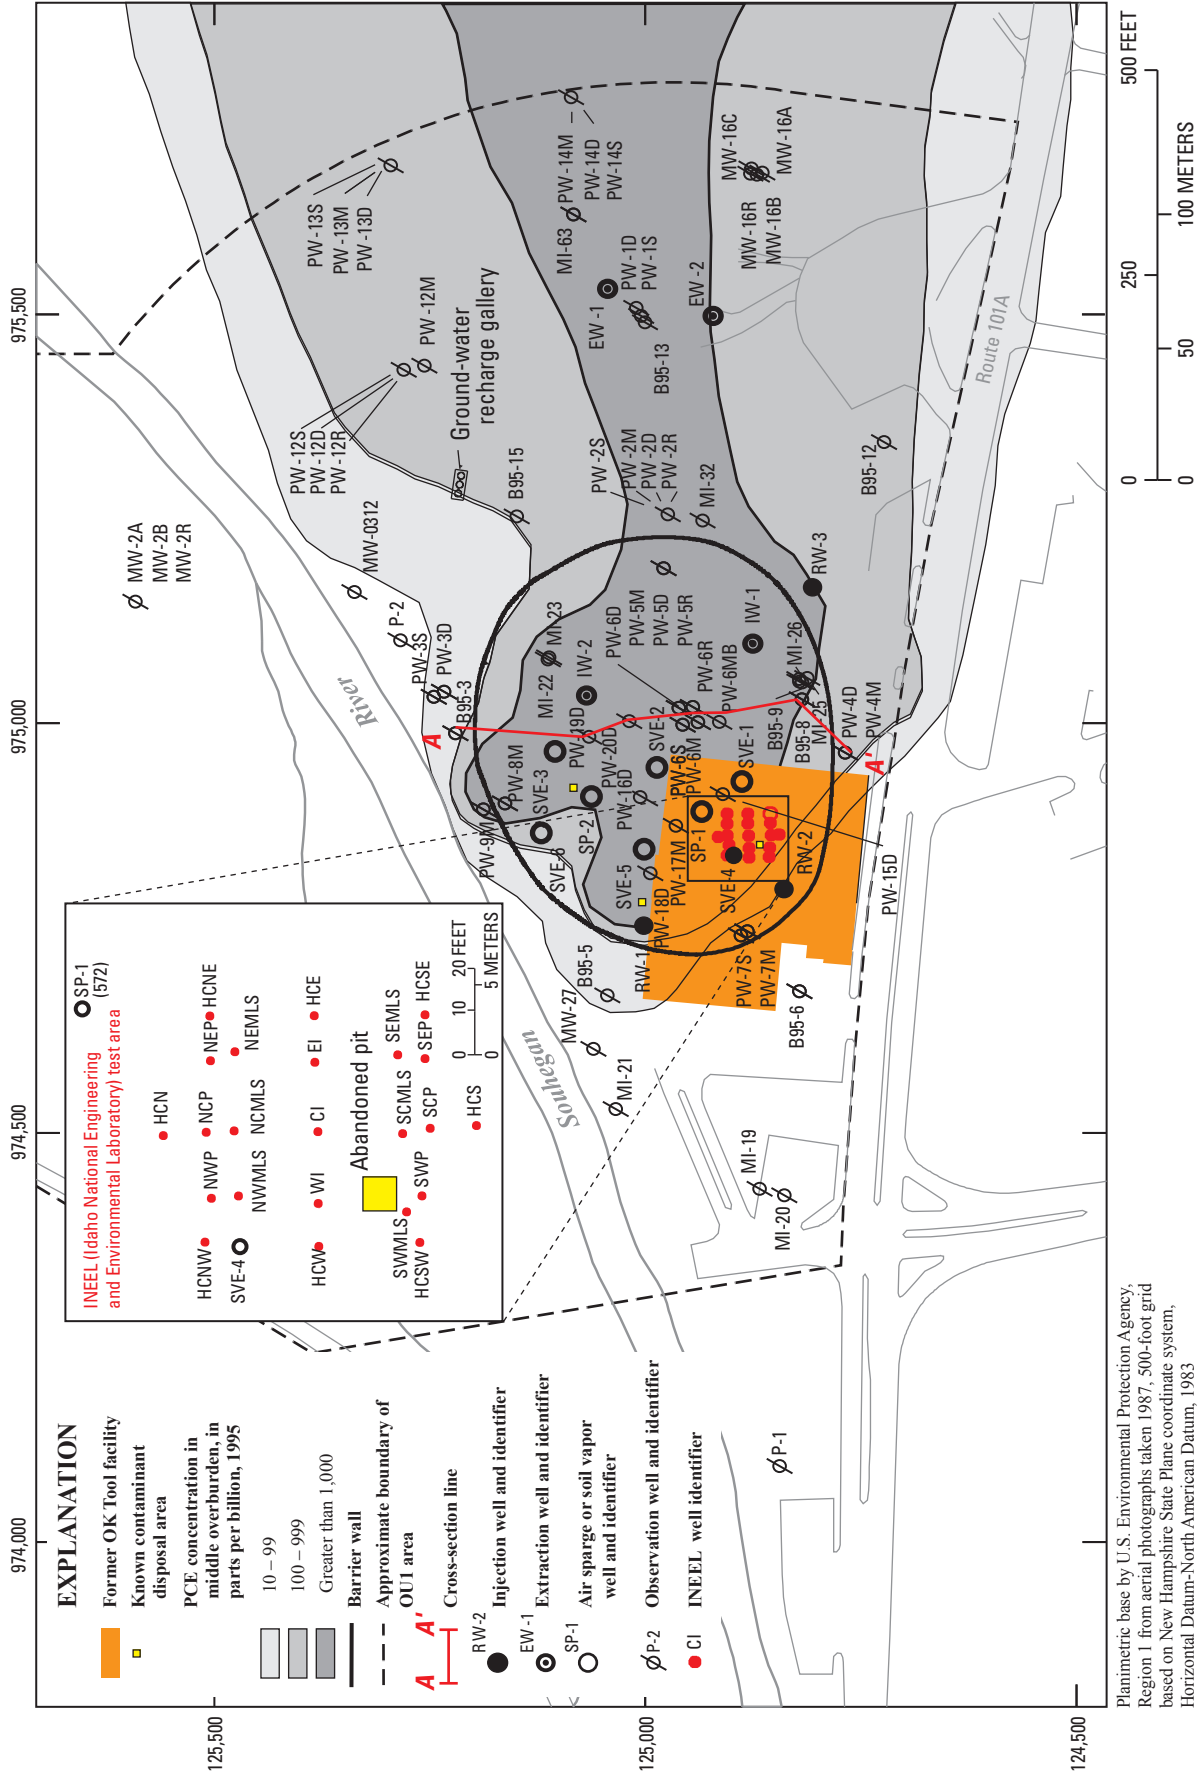 EXPLANATION
Former OK Tool facility
Known contaminant
disposal area
PCE concentration in
middle overburden, in
parts per billion, 1995
10 – 99
100 – 999
Greater than 1,000
Barrier wall
Approximate boundary of
OU1 area
A A'
Cross-section line
RW-2
Injection well and identifier
EW-1
Extraction well and identifier
SP-1
Air sparge or soil vapor
well and identifier
P-2
Observation well and identifier
CI
INEEL well identifier
INEEL (Idaho National Engineering
and Environmental Laboratory) test area
SP-1
(572)
HCN
HCNW
NWP
NCP
NEP
HCNE
SVE-4
NWMLS
NCMLS
NEMLS
HCW
WI
CI
EI
HCE
Abandoned pit
SWMLS
SCMLS
SEMLS
HCSW
SWP
SCP
SEP
HCSE
HCS
0 10 20 FEET
0 5 METERS
974,000
974,500
975,000
975,500
125,500
125,000
124,500
MW-2A
MW-2B
MW-2R
MW-0312
P-2
PW-3S
PW-3D
B95-3
A
River
Souhegan
PW-12S
PW-12D
PW-12R
PW-12M
PW-13S
PW-13M
PW-13D
Ground-water
recharge gallery
B95-15
MI-63
PW-14M
PW-14D
PW-14S
EW-1
PW-1D
PW-1S
B95-13
EW-2
MW-16C
MW-16A
MW-16R
MW-16B
Route 101A
B95-12
PW-2S
PW-2M
PW-2D
PW-2R
MI-32
RW-3
MI-23
MI-22
IW-2
PW-6D
PW-5M
PW-5D
PW-5R
IW-1
PW-6R
PW-6MB
MI-26
B95-9
B95-8
MI-25
PW-4D
PW-4M
A'
PW-8M
PW-9M
SVE-3
PW-19D
PW-20D
SVE-2
PW-6S
PW-6M
SVE-1
SVE-6
SP-2
PW-16D
SVE-5
PW-17M
SP-1
SVE-4
RW-2
PW-15D
RW-1
PW-18D
PW-7S
PW-7M
B95-5
MW-27
MI-21
B95-6
MI-19
MI-20
P-1
0 250 500 FEET
0 50 100 METERS
Planimetric base by U.S. Environmental Protection Agency,
Region 1 from aerial photographs taken 1987, 500-foot grid
based on New Hampshire State Plane coordinate system,
Horizontal Datum-North American Datum, 1983